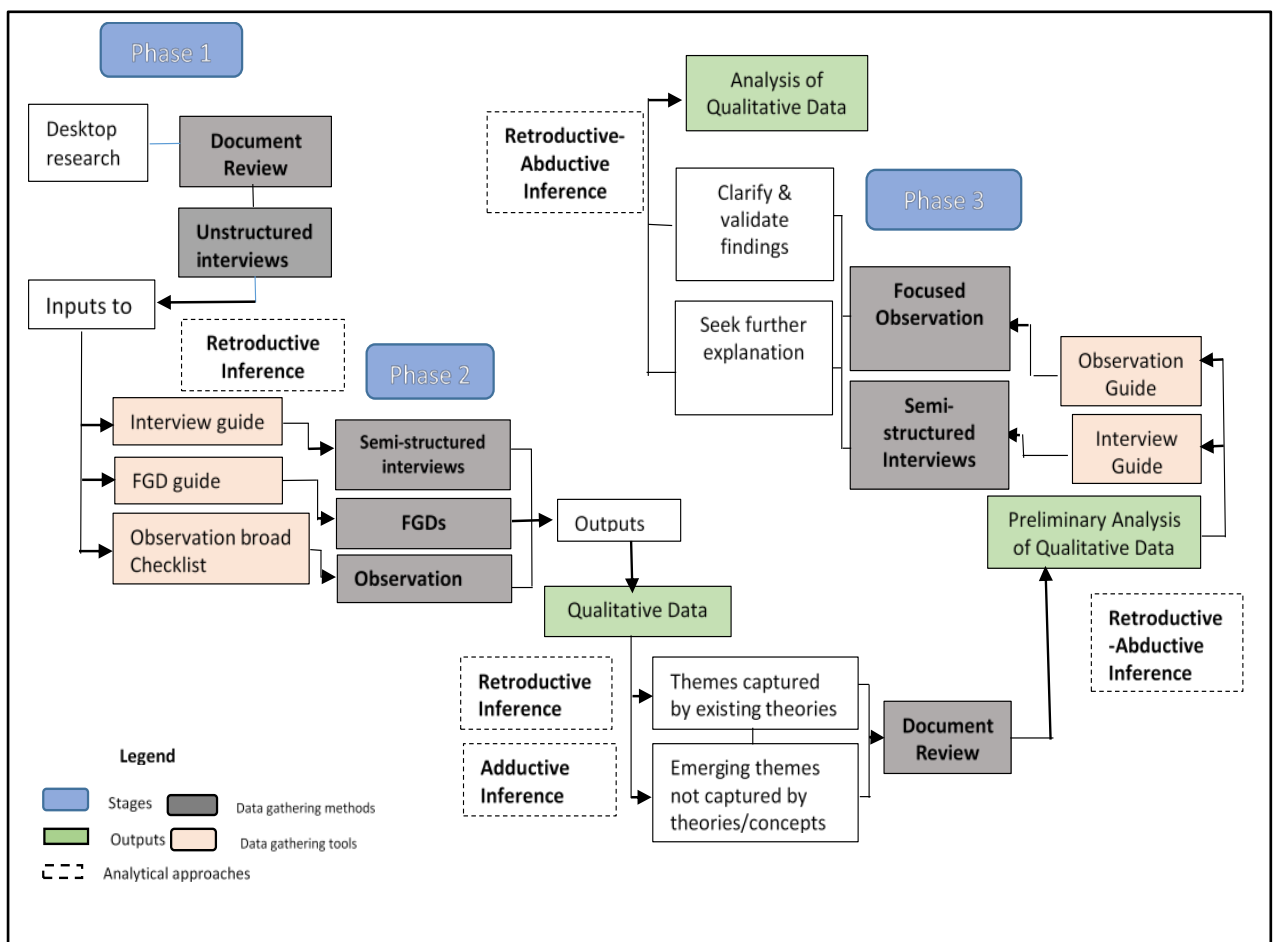 Phase 1
Desktop
research
Document
Review
Unstructured
interviews
Inputs to
Retroductive
Inference
Phase 2
Interview guide
FGD guide
Observation broad
Checklist
Semi-structured
interviews
FGDs
Observation
Outputs
Qualitative Data
Retroductive
Inference
Adductive
Inference
Themes captured
by existing theories
Emerging themes
not captured by
theories/concepts
Document
Review
Preliminary Analysis
of Qualitative Data
Retroductive
-Abductive
Inference
Observation
Guide
Interview
Guide
Phase 3
Focused
Observation
Semi-
structured
Interviews
Clarify &
validate
findings
Seek further
explanation
Retroductive-
Abductive
Inference
Analysis of
Qualitative Data
Legend
Stages
Data gathering methods
Outputs
Data gathering tools
Analytical approaches